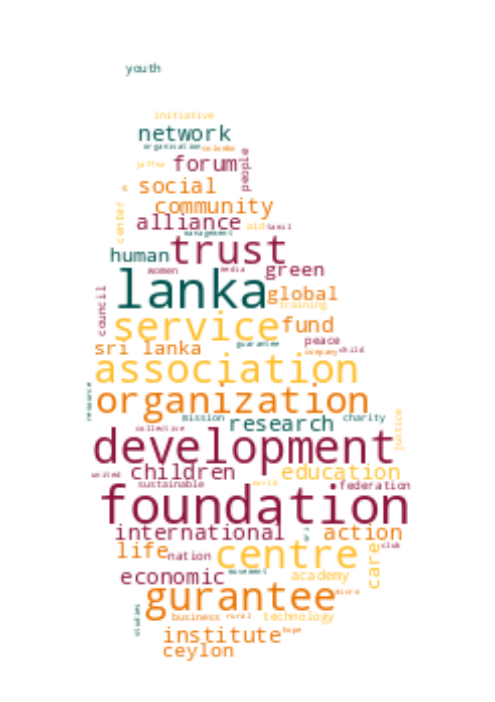 youth
initiative
network
organisation colombo
forum people
jaffna
social
community
center
alliance aid tamil
management
human trust
women media green
lanka global
council training
service fund
guarantee peace
sri lanka company child
association
resource
organization
mission research charity
collective justice
development
united children education
sustainable world federation
foundation
international action
life nation centre club
economic movement academy care
gurantee micro
studies business rural technology
institute hope
ceylon